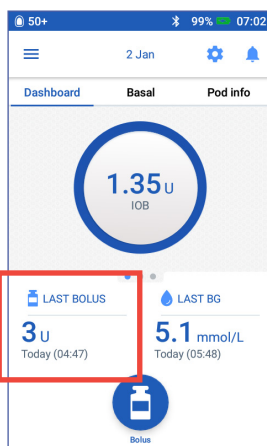 50+ 99% 07:02
2 Jan
Dashboard Basal Pod info
1.35 U
IOB
LAST BOLUS LAST BG
3 U 5.1 mmol/L
Today (04:47) Today (05:48)
Bolus